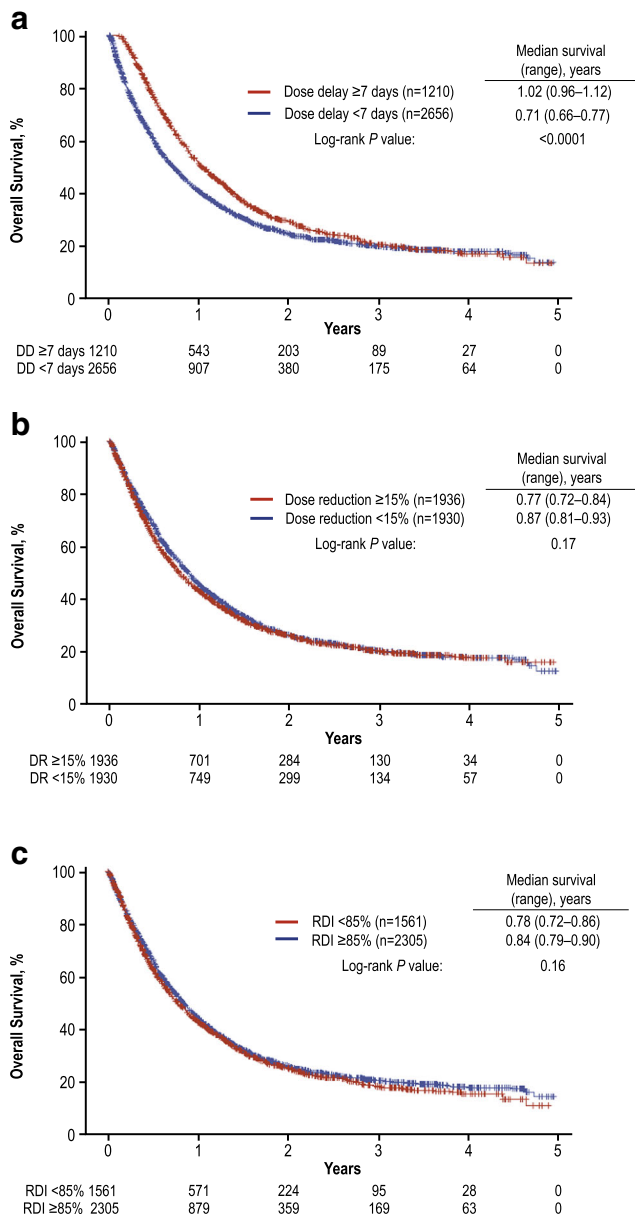 a
Overall Survival, %
100
80
60
40
20
0
Median survival
(range), years
Dose delay ≥7 days (n=1210) 1.02 (0.96–1.12)
Dose delay <7 days (n=2656) 0.71 (0.66–0.77)
Log-rank P value: <0.0001
0 1 2 3 4 5
Years
DD ≥7 days 1210 543 203 89 27 0
DD <7 days 2656 907 380 175 64 0
b
Overall Survival, %
100
80
60
40
20
0
Median survival
(range), years
Dose reduction ≥15% (n=1936) 0.77 (0.72–0.84)
Dose reduction <15% (n=1930) 0.87 (0.81–0.93)
Log-rank P value: 0.17
0 1 2 3 4 5
Years
DR ≥15% 1936 701 284 130 34 0
DR <15% 1930 749 299 134 57 0
c
Overall Survival, %
100
80
60
40
20
0
Median survival
(range), years
RDI <85% (n=1561) 0.78 (0.72–0.86)
RDI ≥85% (n=2305) 0.84 (0.79–0.90)
Log-rank P value: 0.16
0 1 2 3 4 5
Years
RDI <85% 1561 571 224 95 28 0
RDI ≥85% 2305 879 359 169 63 0